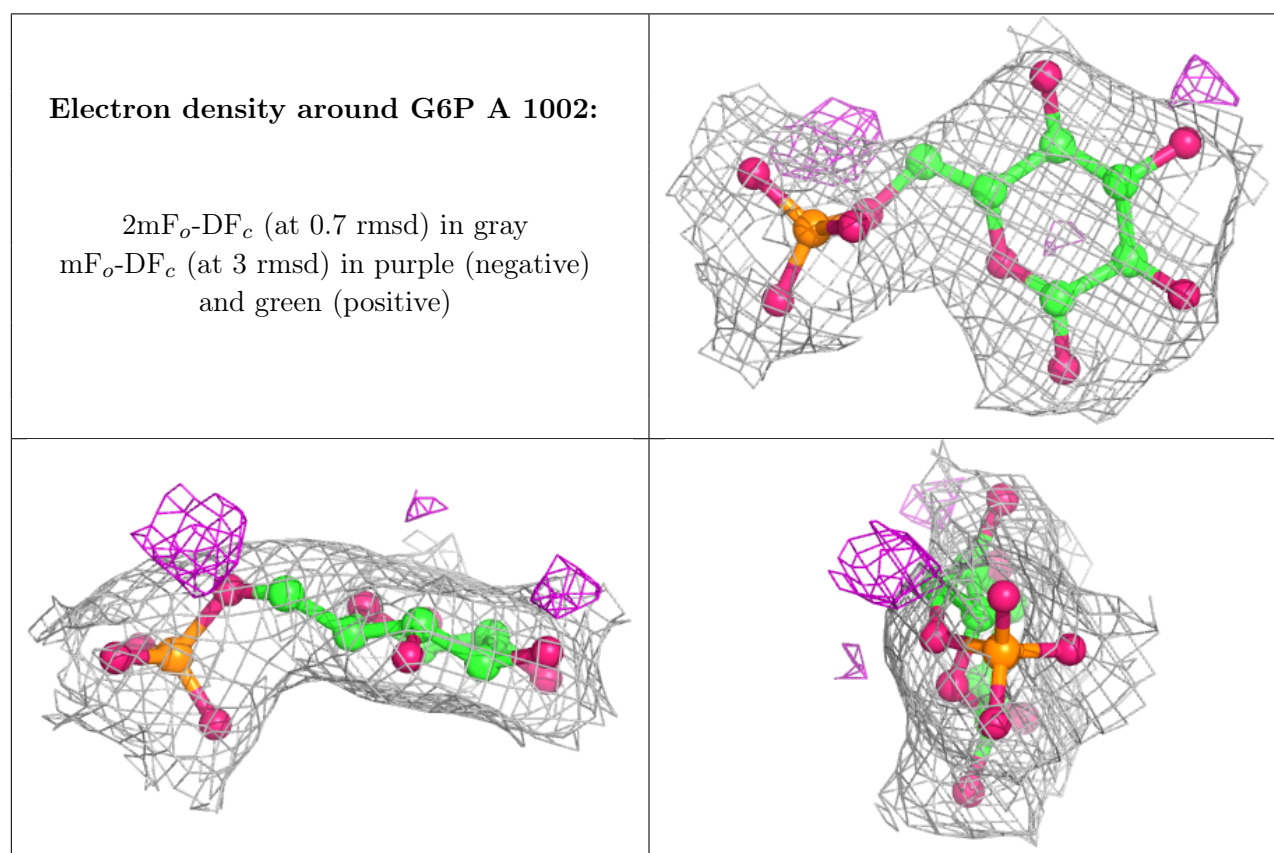 Electron density around G6P A 1002:
2mFo-DFc (at 0.7 rmsd) in gray
mFo-DFc (at 3 rmsd) in purple (negative)
and green (positive)